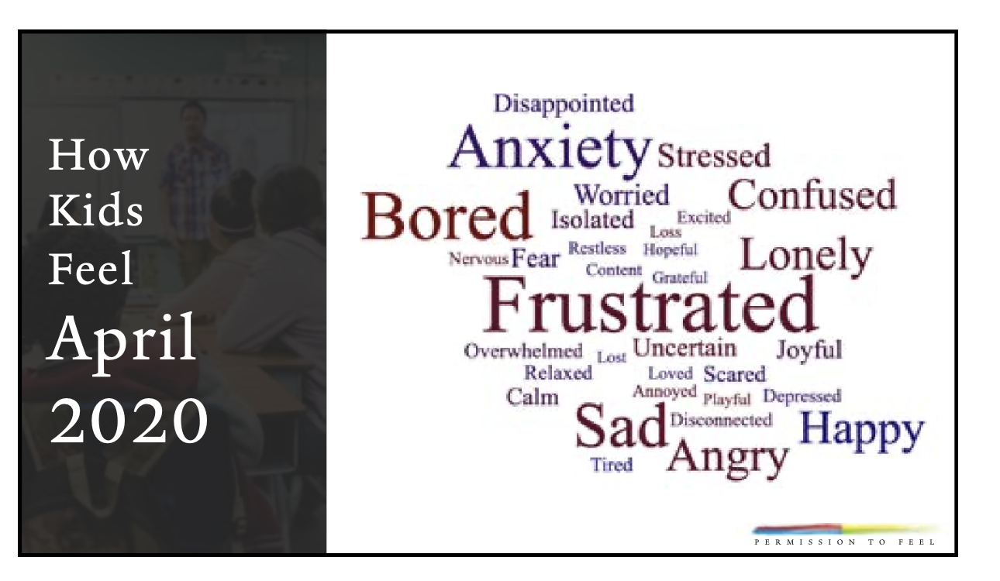 How
Kids
Feel
April
2020
Disappointed
Anxiety Stressed
Worried Confused
Bored Isolated Excited
Loss
Nervous Fear Restless Hopeful Lonely
Content Grateful
Frustrated
Overwhelmed Lost Uncertain Joyful
Relaxed Loved Scared
Calm Annoyed Playful Depressed
Sad Disconnected Happy
Tired Angry
PERMISSION TO FEEL